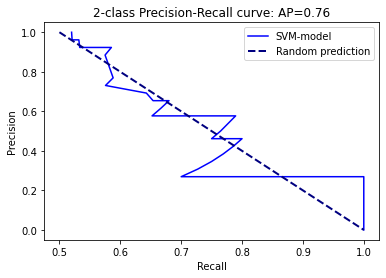 2-class Precision-Recall curve: AP=0.76
SVM-model
Random prediction
Precision
1.0
0.8
0.6
0.4
0.2
0.0
0.5
0.6
0.7
0.8
0.9
1.0
Recall